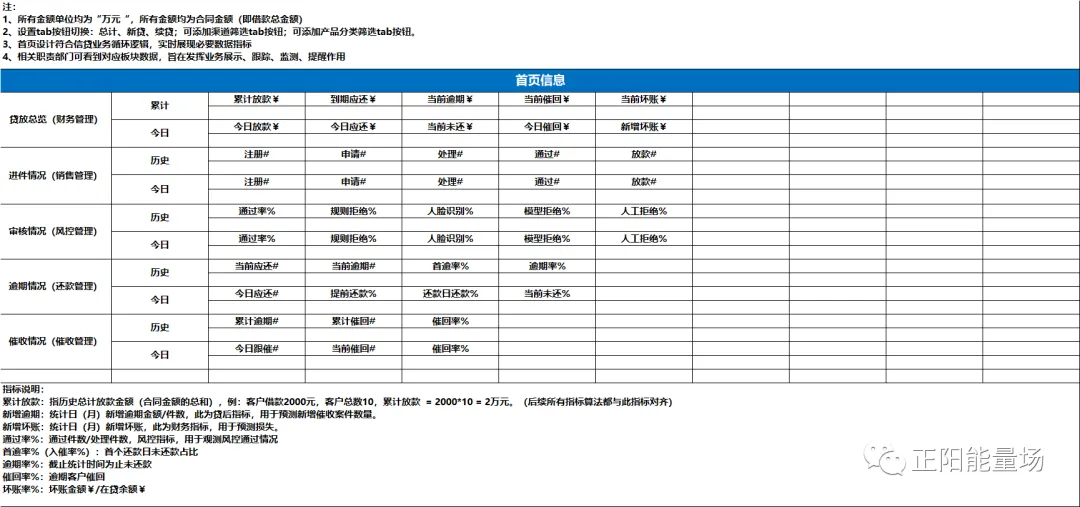 注：
1、所有金额单位均为“万元 “，所有金额均为合同金额（即借款总金额）
2、设置tab按钮切换：总计、新贷、续贷；可添加渠道筛选tab按钮；可添加产品分类筛选tab按钮。
3、首页设计符合信贷业务循环逻辑，实时展现必要数据指标
4、相关职责部门可看到对应板块数据，旨在发挥业务展示、跟踪、监测、提醒作用
首页信息
贷放总览（财务管理） 累计 累计放款￥ 到期应还￥ 当前逾期￥ 当前催回￥ 当前坏账￥
今日 今日放款￥ 今日应还￥ 当前未还￥ 今日催回￥ 新增坏账￥
进件情况（销售管理） 历史 注册# 申请# 处理# 通过# 放款#
今日 注册# 申请# 处理# 通过# 放款#
审核情况（风控管理） 历史 通过率% 规则拒绝% 人脸识别% 模型拒绝% 人工拒绝%
今日 通过率% 规则拒绝% 人脸识别% 模型拒绝% 人工拒绝%
逾期情况（还款管理） 历史 当前应还# 当前逾期# 首逾率% 逾期率%
今日 今日应还# 提前还款% 还款日还款% 当前未还%
催收情况（催收管理） 历史 累计逾期# 累计催回# 催回率%
今日 今日跟催# 当前催回# 催回率%
指标说明：
累计放款：指历史总计放款金额（合同金额的总和），例：客户借款2000元，客户总数10，累计放款 = 2000*10 = 2万元。（后续所有指标算法都与此指标对齐）
新增逾期：统计日（月）新增逾期金额/件数，此为贷后指标，用于预测新增催收案件数量。
新增坏账：统计日（月）新增坏账，此为财务指标，用于预测损失。
通过率%：通过件数/处理件数，风控指标，用于观测风控通过情况
首逾率%（入催率%）：首个还款日未还款占比
逾期率%：截止统计时间为止未还款
催回率%：逾期客户催回
坏账率%：坏账金额￥/在贷余额￥
正阳能量场